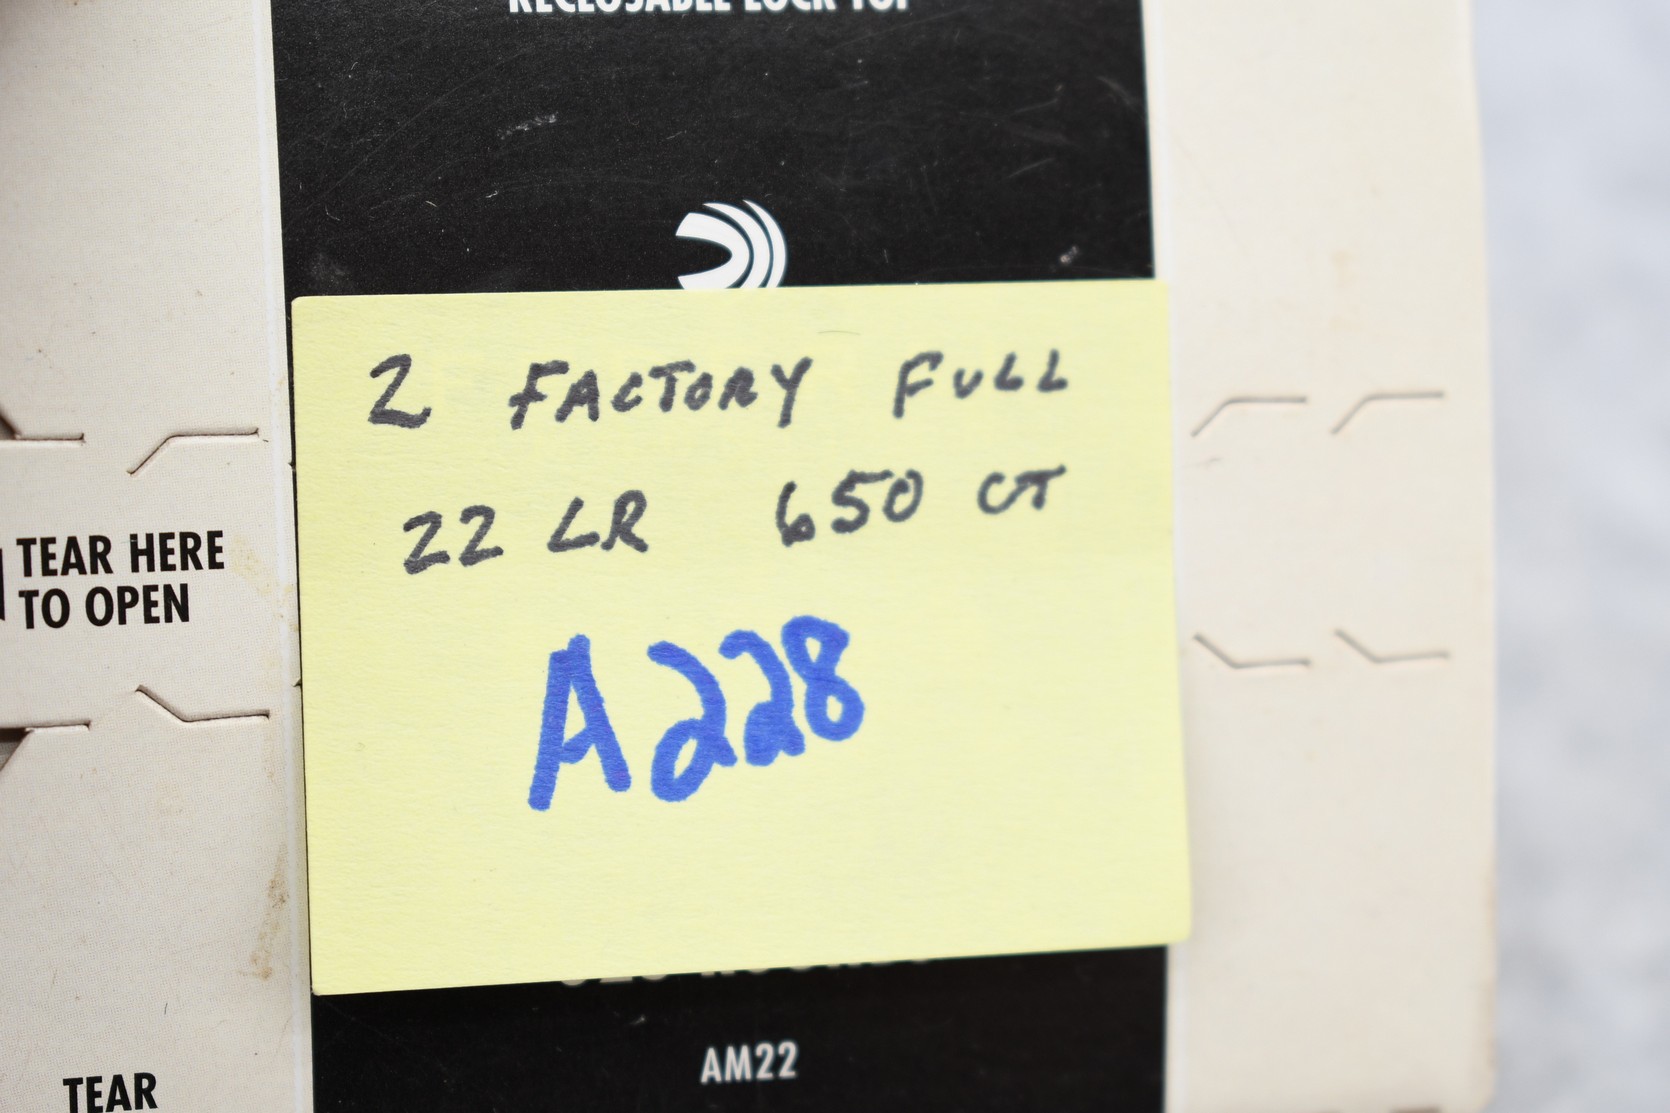 RECLOSABLE LOCK TOP
2 FACTORY FULL
22 LR 650 CT
A228
TEAR HERE
TO OPEN
AM22
TEAR